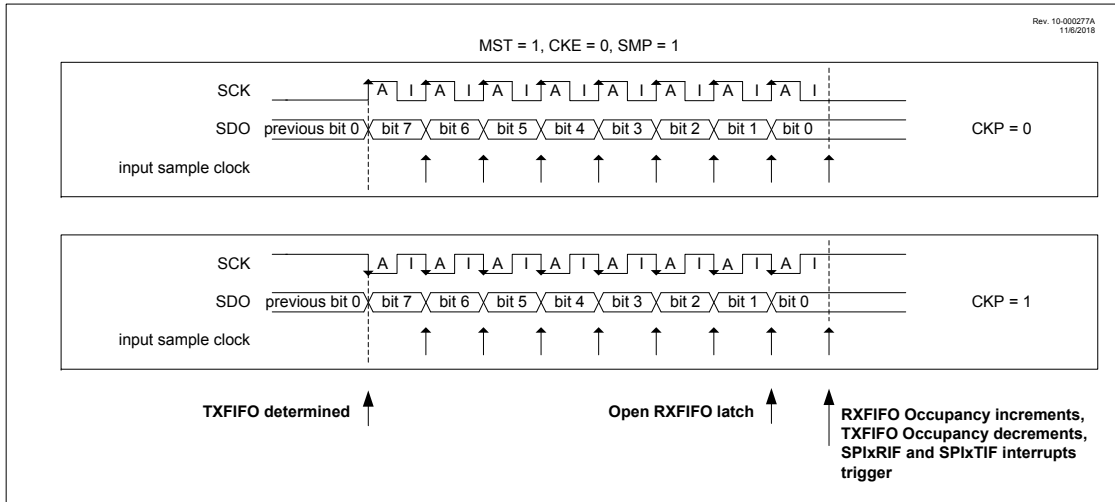 Rev. 10-000277A
11/6/2018
MST = 1, CKE = 0, SMP = 1
SCK A I A I A I A I A I A I A I A I
SDO previous bit 0 bit 7 bit 6 bit 5 bit 4 bit 3 bit 2 bit 1 bit 0 CKP = 0
input sample clock
SCK A I A I A I A I A I A I A I A I
SDO previous bit 0 bit 7 bit 6 bit 5 bit 4 bit 3 bit 2 bit 1 bit 0 CKP = 1
input sample clock
TXFIFO determined
Open RXFIFO latch
RXFIFO Occupancy increments,
TXFIFO Occupancy decrements,
SPIxRIF and SPIxTIF interrupts
trigger